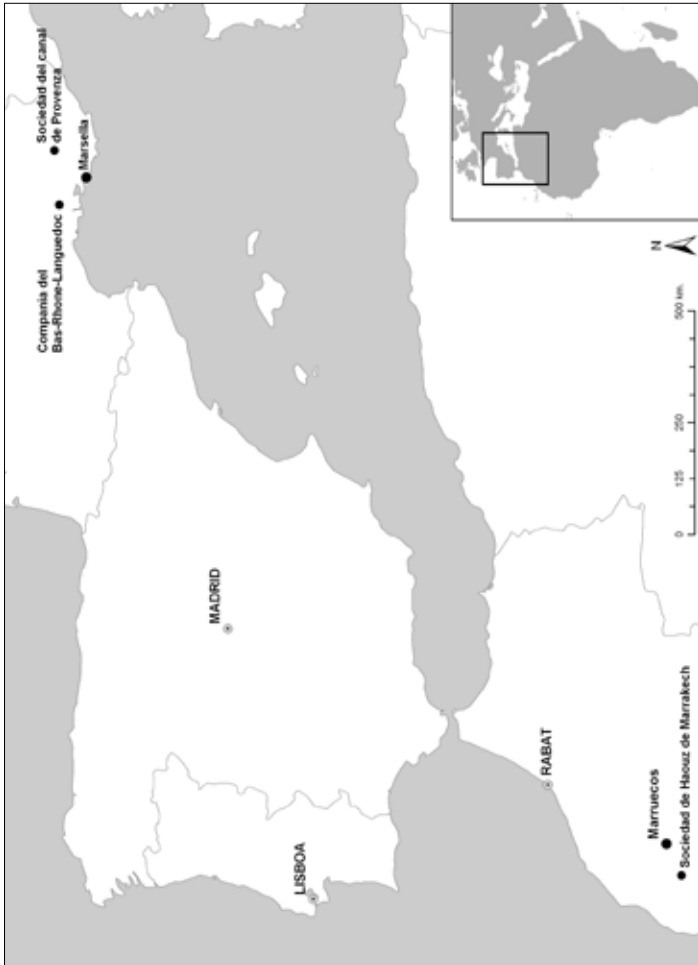 Sociedad del canal
de Provenza
Marsella
Compañia del
Bas-Rhone-Languedoc
MADRID
LISBOA
RABAT
Marruecos
Sociedad de Haouz de Marrakech
N
0 125 250 500 km.